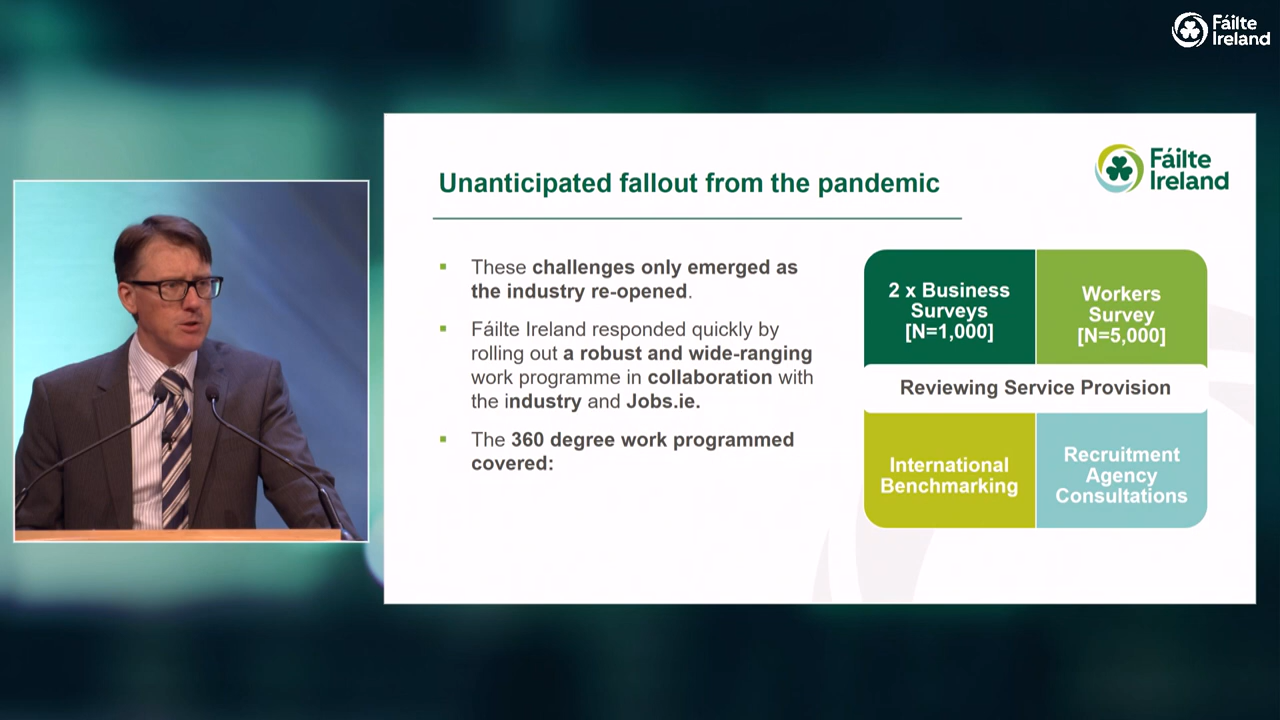 Fáilte
Ireland
Fáilte
Ireland
Unanticipated fallout from the pandemic
▪ These challenges only emerged as
the industry re-opened.
▪ Fáilte Ireland responded quickly by
rolling out a robust and wide-ranging
work programme in collaboration with
the industry and Jobs.ie.
▪ The 360 degree work programmed
covered:
2 x Business
Surveys
[N=1,000]
Workers
Survey
[N=5,000]
Reviewing Service Provision
International
Benchmarking
Recruitment
Agency
Consultations